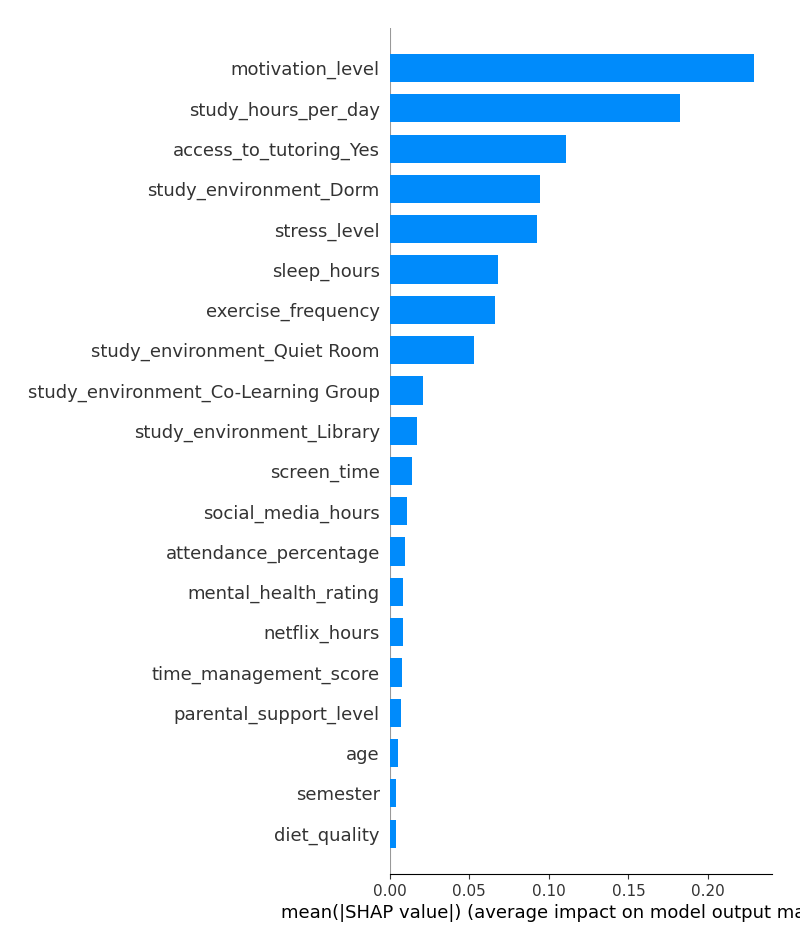 motivation_level
study_hours_per_day
access_to_tutoring_Yes
study_environment_Dorm
stress_level
sleep_hours
exercise_frequency
study_environment_Quiet Room
study_environment_Co-Learning Group
study_environment_Library
screen_time
social_media_hours
attendance_percentage
mental_health_rating
netflix_hours
time_management_score
parental_support_level
age
semester
diet_quality
0.00 0.05 0.10 0.15 0.20
mean(|SHAP value|) (average impact on model output ma